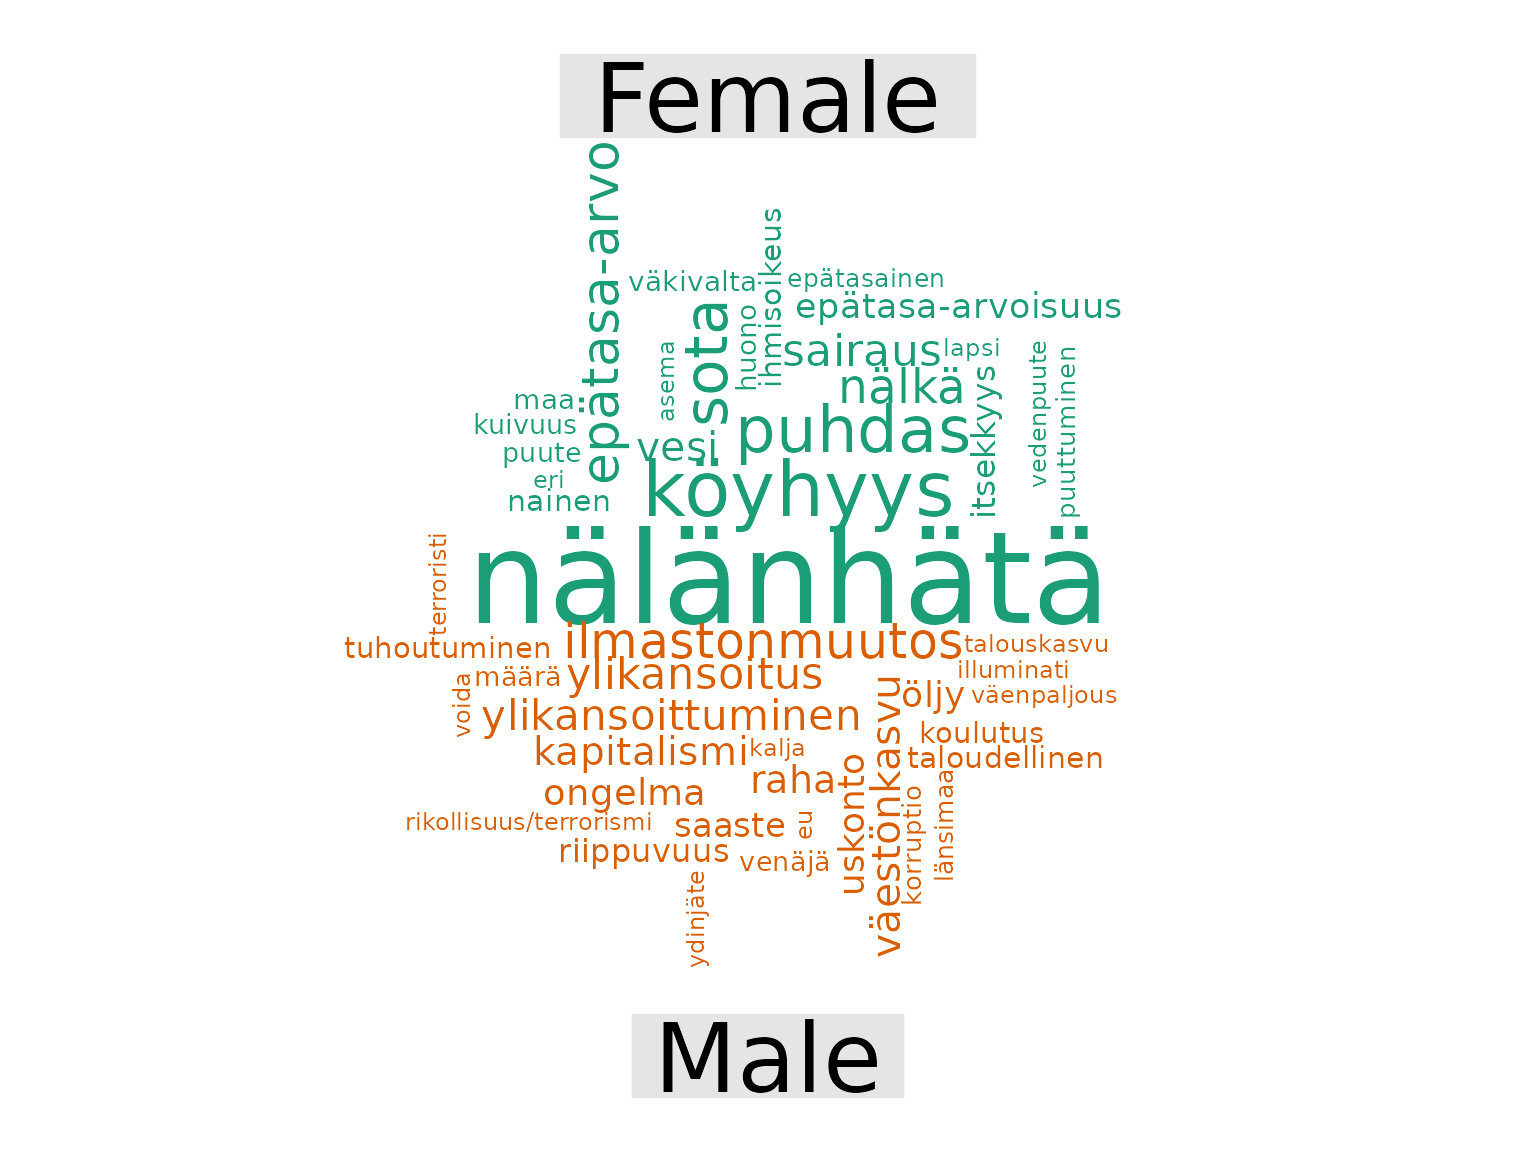 Female
epätasa-arvo
ihmisoikeus
väkivalta
epätasainen
epätasa-arvoisuus
sota
huono
asema
sairaus
lapsi
vedenpuute
puuttuminen
nälkä
itsekkyys
maa
puhdas
kuivuus
vesi
puute
köyhyys
eri
nainen
nälänhätä
terroristi
ilmastonmuutos
tuhoutuminen
talouskasvu
illuminati
ylikansoitus
määrä
voida
öljy
väenpaljous
ylikansoittuminen
väestönkasvu
koulutus
kapitalismi
kalja
taloudellinen
raha
uskonto
ongelma
korruptio
länsimaa
rikollisuus/terrorismi
saaste
eu
riippuvuus
venäjä
ydinjäte
Male